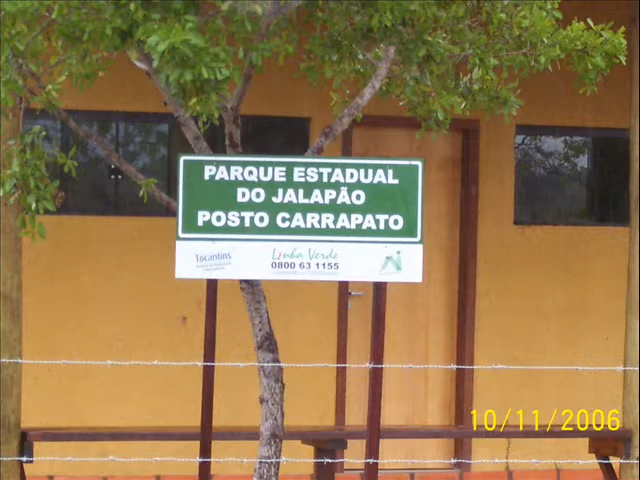 PARQUE ESTADUAL
DO JALAPÃO
POSTO CARRAPATO
Tocantins
Linha Verde
0800 63 1155
10/11/2006